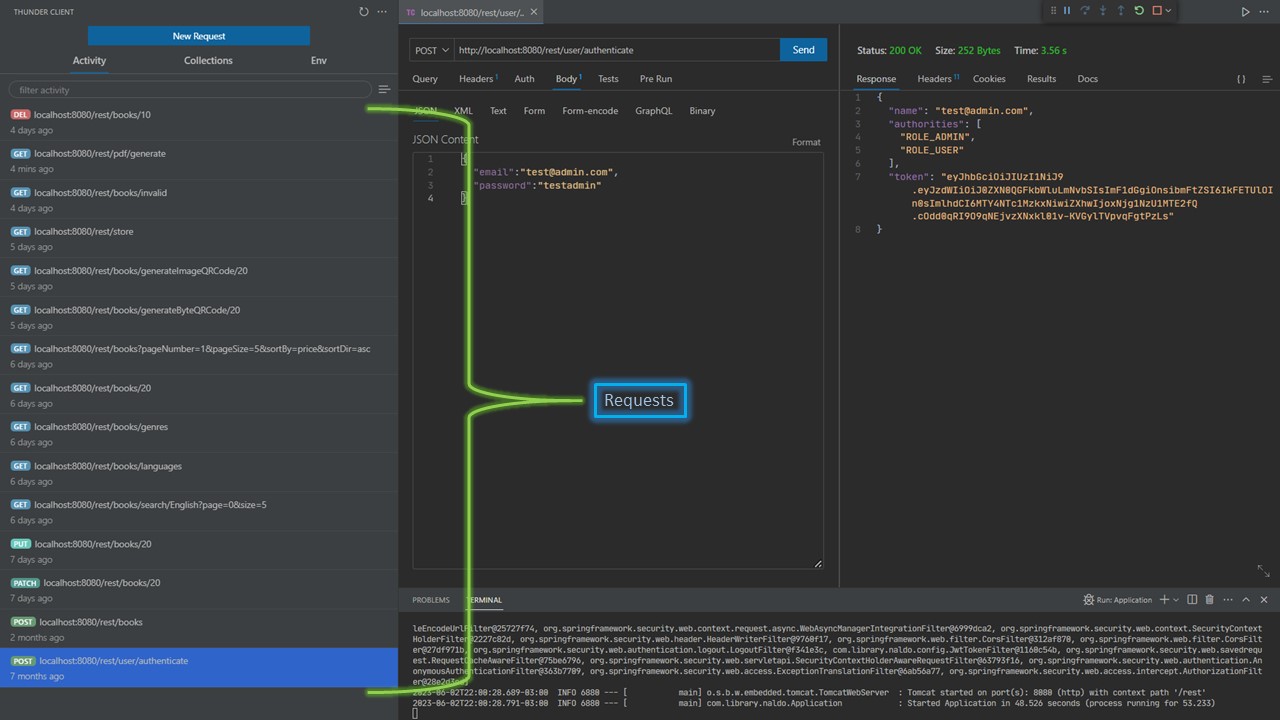 THUNDER CLIENT
New Request
Activity
Collections
Env
filter activity
DEL localhost:8080/rest/books/10
4 days ago
GET localhost:8080/rest/pdf/generate
4 mins ago
GET localhost:8080/rest/books/invalid
4 days ago
GET localhost:8080/rest/store
5 days ago
GET localhost:8080/rest/books/generateImageQRCode/20
5 days ago
GET localhost:8080/rest/books/generateByteQRCode/20
5 days ago
GET localhost:8080/rest/books?pageNumber=1&pageSize=5&sortBy=price&sortDir=asc
6 days ago
GET localhost:8080/rest/books/20
6 days ago
GET localhost:8080/rest/books/genres
6 days ago
GET localhost:8080/rest/books/languages
6 days ago
GET localhost:8080/rest/books/search/English?page=0&size=5
6 days ago
PUT localhost:8080/rest/books/20
7 days ago
PATCH localhost:8080/rest/books/20
7 days ago
POST localhost:8080/rest/books
2 months ago
POST localhost:8080/rest/user/authenticate
7 months ago
TC localhost:8080/rest/user/..
POST http://localhost:8080/rest/user/authenticate Send
Query Headers 1 Auth Body 1 Tests Pre Run
JSON XML Text Form Form-encode GraphQL Binary
JSON Content Format
1 {
2 "email":"test@admin.com",
3 "password":"testadmin"
4 }
Requests
Status: 200 OK Size: 252 Bytes Time: 3.56 s
Response Headers 11 Cookies Results Docs { }
1 {
2 "name": "test@admin.com",
3 "authorities": [
4 "ROLE_ADMIN",
5 "ROLE_USER"
6 ],
7 "token": "eyJhbGciOiJIUzI1NiJ9
.eyJzdWIiOiJ0ZXN0QGFkbWluLmNvbSIsImF1dGgiOnsibmFtZSI6IkFETUlOI
n0sImlhdCI6MTY4NTc1MzkxNiwiZXhwIjoxNjg1NzU1MTE2fQ
.cOdd0qRI9O9qNEjvzXNxkl01v-KVGylTVpvqFgtPzLs"
8 }
PROBLEMS TERMINAL Run: Application
leEncodeUrlFilter@25727f74, org.springframework.security.web.context.request.async.WebAsyncManagerIntegrationFilter@6999dca2, org.springframework.security.web.context.SecurityContext
HolderFilter@2227c82d, org.springframework.security.web.header.HeaderWriterFilter@9760f17, org.springframework.web.filter.CorsFilter@312af878, org.springframework.web.filter.CorsFilt
er@27df971b, org.springframework.security.web.authentication.logout.LogoutFilter@f341e3c, com.library.naldo.config.JwtTokenFilter@1160c54b, org.springframework.security.web.savedrequ
est.RequestCacheAwareFilter@75be6796, org.springframework.security.web.servletapi.SecurityContextHolderAwareRequestFilter@63793f16, org.springframework.security.web.authentication.An
onymousAuthenticationFilter@363b7709, org.springframework.security.web.access.ExceptionTranslationFilter@6ab56a77, org.springframework.security.web.access.intercept.AuthorizationFilt
2023-06-02T22:00:28.689-03:00 INFO 6880 --- [ main] o.s.b.w.embedded.tomcat.TomcatWebServer : Tomcat started on port(s): 8080 (http) with context path '/rest'
2023-06-02T22:00:28.791-03:00 INFO 6880 --- [ main] com.library.naldo.Application : Started Application in 48.526 seconds (process running for 53.233)